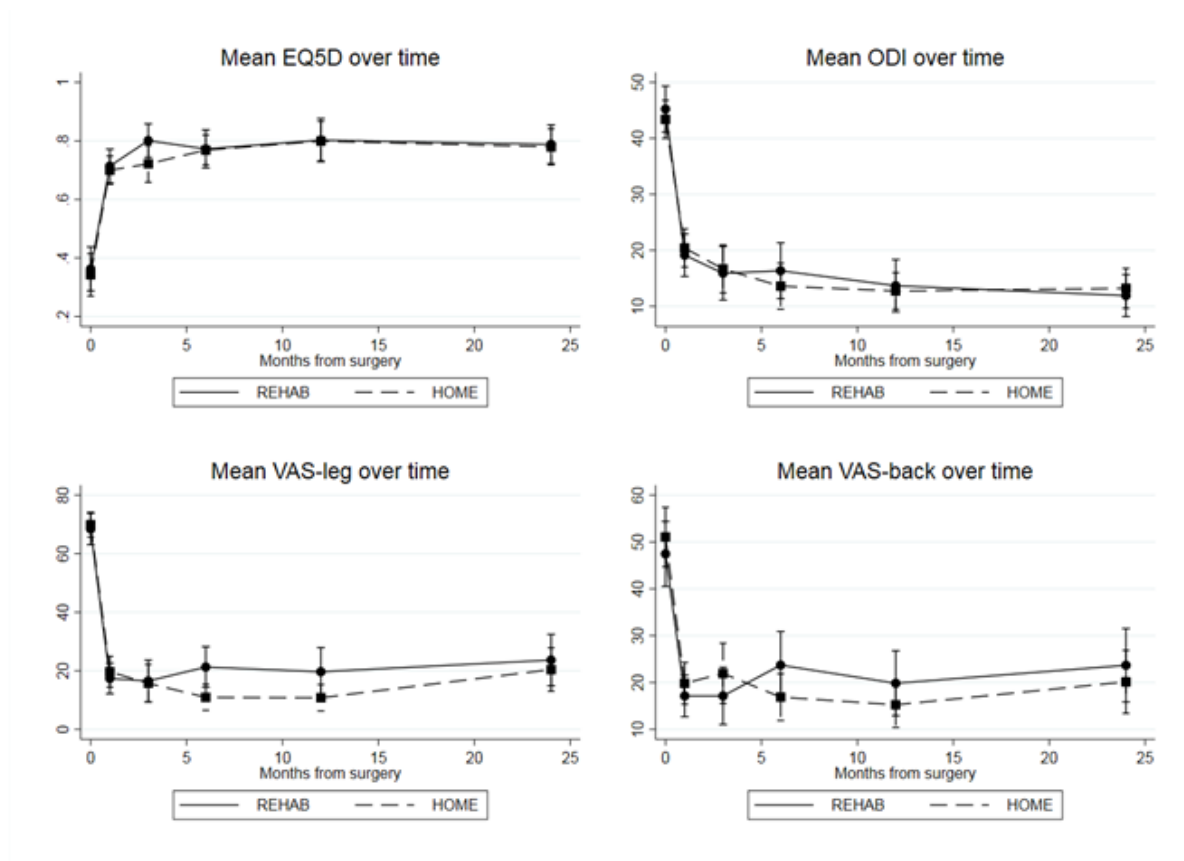 Mean EQ5D over time
1
.8
.6
.4
.2
0 5 10 15 20 25
Months from surgery
REHAB HOME
Mean ODI over time
50
40
30
20
10
0 5 10 15 20 25
Months from surgery
REHAB HOME
Mean VAS-leg over time
80
60
40
20
0
0 5 10 15 20 25
Months from surgery
REHAB HOME
Mean VAS-back over time
60
50
40
30
20
10
0 5 10 15 20 25
Months from surgery
REHAB HOME